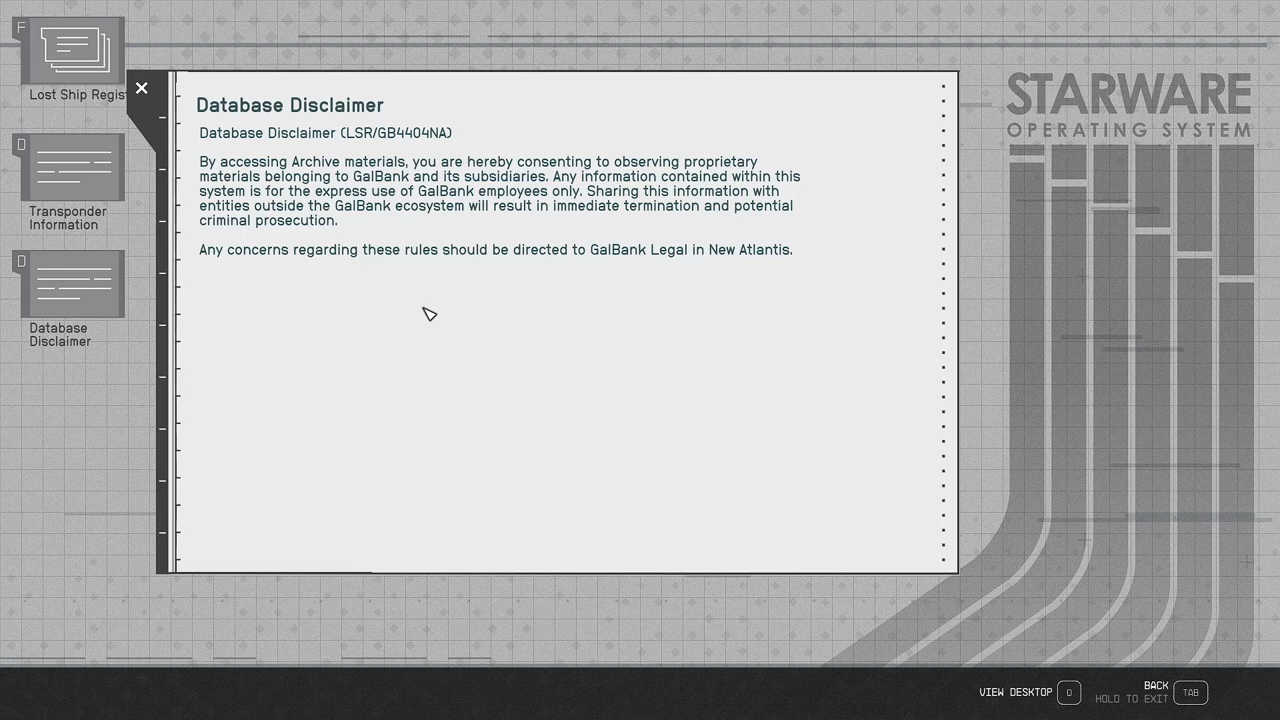 F
Lost Ship Regist
D
Transponder
Information
D
Database
Disclaimer
Database Disclaimer
Database Disclaimer (LSR/GB4404NA)
By accessing Archive materials, you are hereby consenting to observing proprietary
materials belonging to GalBank and its subsidiaries. Any information contained within this
system is for the express use of GalBank employees only. Sharing this information with
entities outside the GalBank ecosystem will result in immediate termination and potential
criminal prosecution.
Any concerns regarding these rules should be directed to GalBank Legal in New Atlantis.
STARWARE
OPERATING SYSTEM
VIEW DESKTOP Q
BACK
HOLD TO EXIT TAB